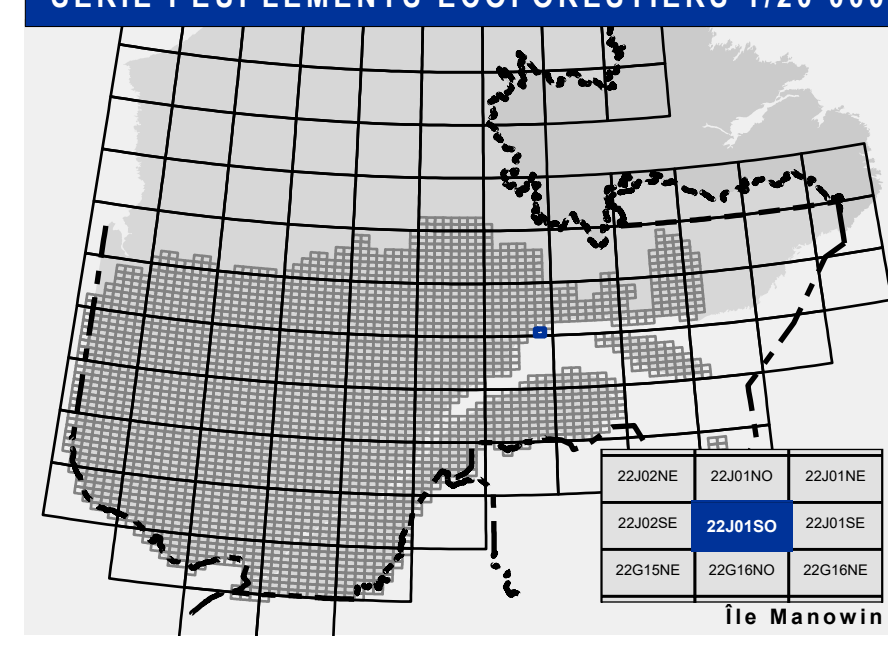 SÉRIE PEUPLEMENTS ÉCOFORESTIERS 1/20 000
22J02NE 22J01NO 22J01NE
22J02SE 22J01SO 22J01SE
22G15NE 22G16NO 22G16NE
Île Manowin